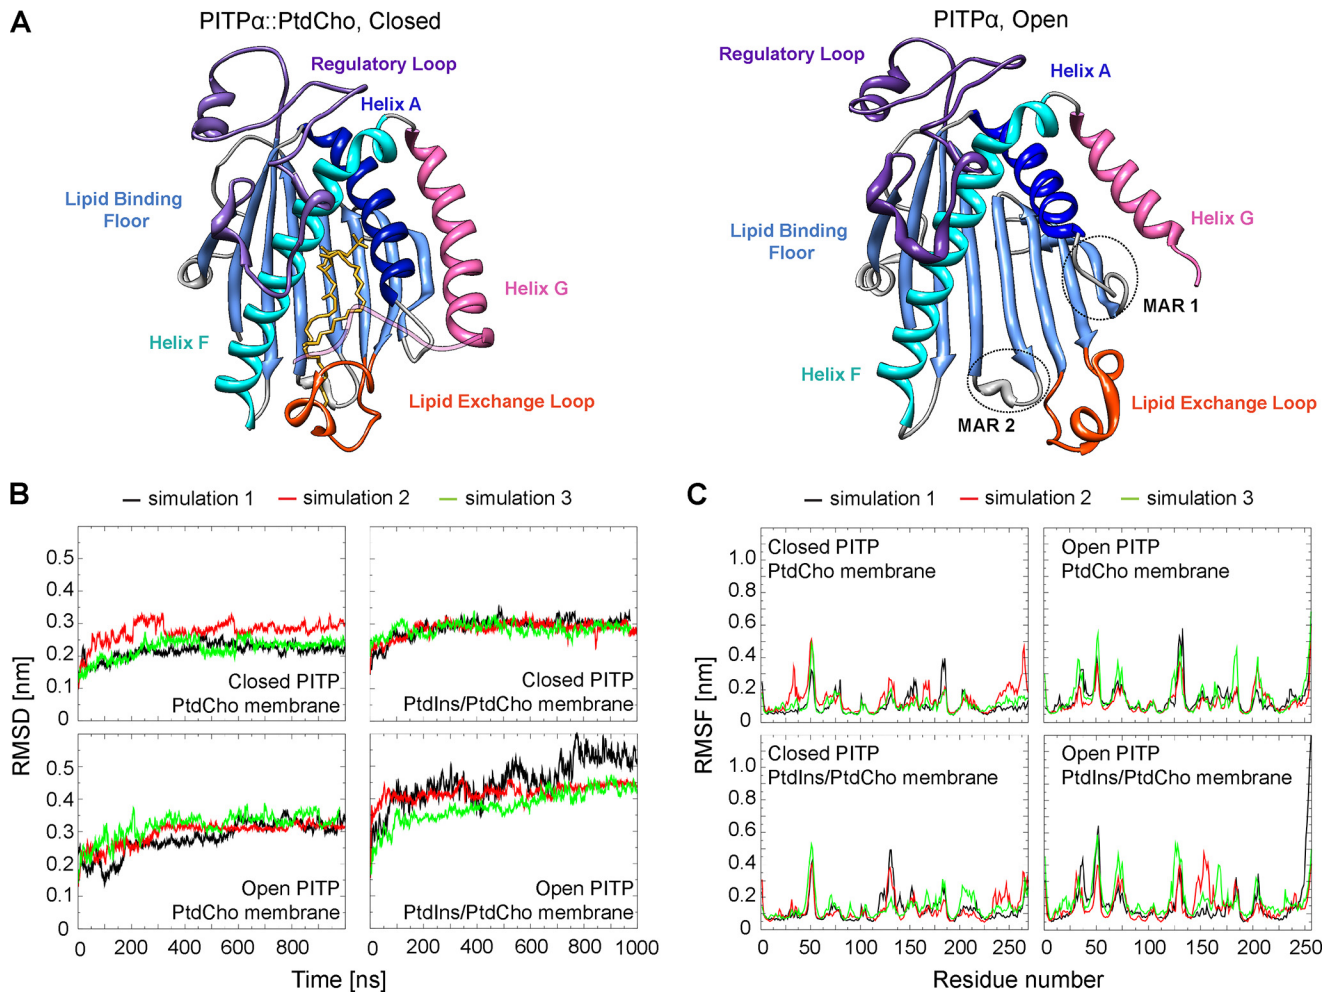 A
PITPα::PtdCho, Closed
Regulatory Loop
Helix A
Lipid Binding
Floor
Helix G
Helix F
Lipid Exchange Loop
PITPα, Open
Regulatory Loop
Helix A
Helix G
Lipid Binding
Floor
MAR 1
Helix F
MAR 2
Lipid Exchange Loop
B
simulation 1 simulation 2 simulation 3
RMSD [nm]
0.5
0.4
0.3
0.2
0.1
0
Closed PITP
PtdCho membrane
Closed PITP
PtdIns/PtdCho membrane
0.5
0.4
0.3
0.2
0.1
0
Open PITP
PtdCho membrane
Open PITP
PtdIns/PtdCho membrane
0 200 400 600 800 0 200 400 600 800 1000
Time [ns]
C
simulation 1 simulation 2 simulation 3
RMSF [nm]
1.0
0.8
0.6
0.4
0.2
0
Closed PITP
PtdCho membrane
Open PITP
PtdCho membrane
1.0
0.8
0.6
0.4
0.2
0
Closed PITP
PtdIns/PtdCho membrane
Open PITP
PtdIns/PtdCho membrane
0 50 100 150 200 250 0 50 100 150 200 250
Residue number